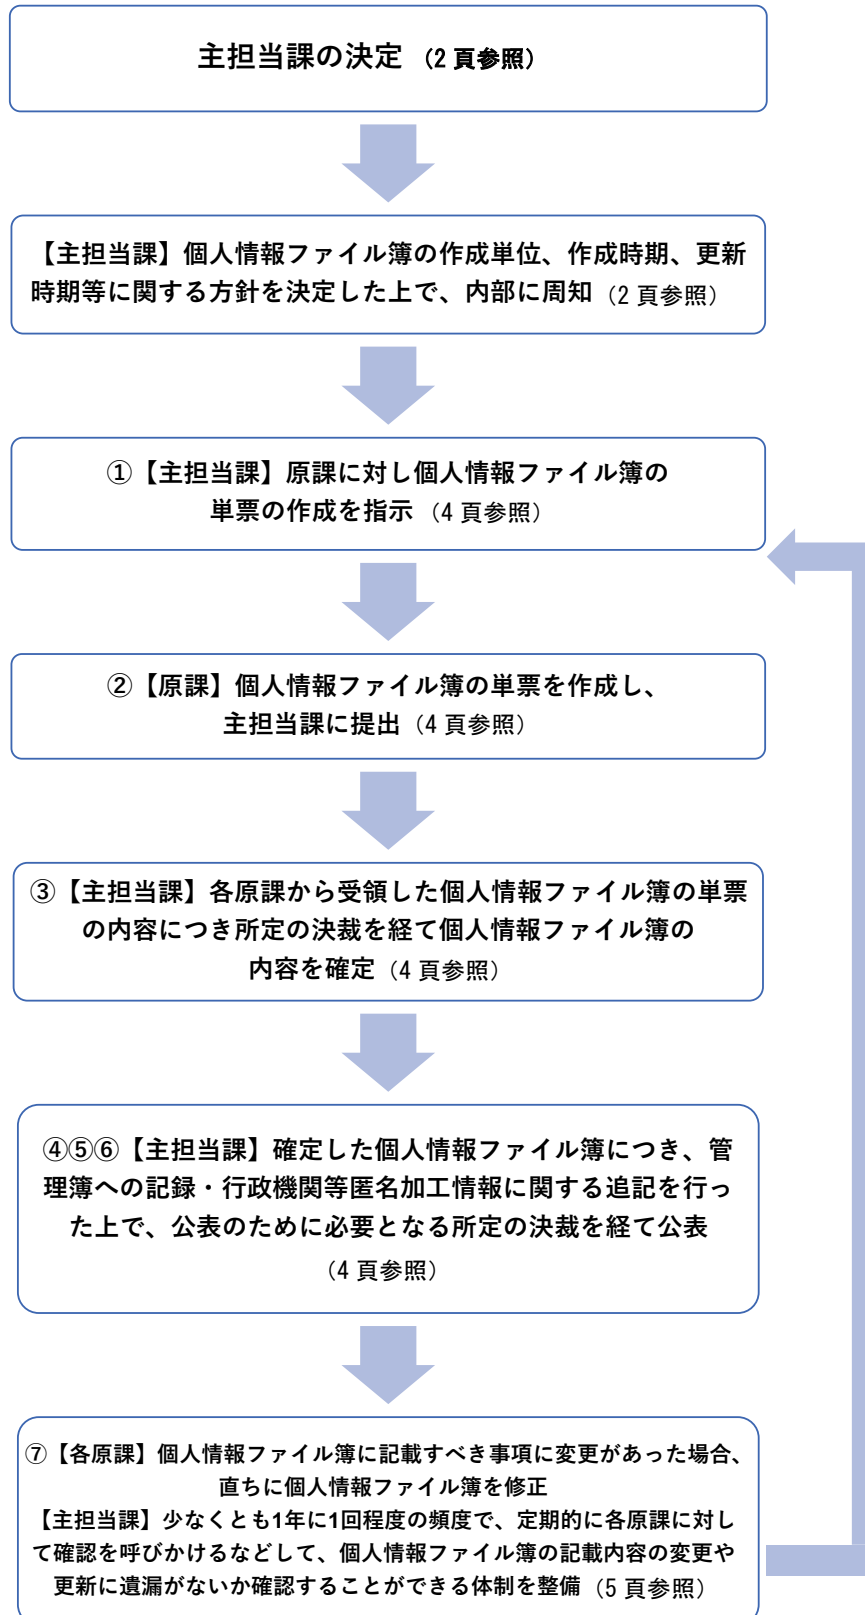 主担当課の決定（2 頁参照）
【主担当課】個人情報ファイル簿の作成単位、作成時期、更新
時期等に関する方針を決定した上で、内部に周知（2 頁参照）
①【主担当課】原課に対し個人情報ファイル簿の
単票の作成を指示（4 頁参照）
②【原課】個人情報ファイル簿の単票を作成し、
主担当課に提出（4 頁参照）
③【主担当課】各原課から受領した個人情報ファイル簿の単票
の内容につき所定の決裁を経て個人情報ファイル簿の
内容を確定（4 頁参照）
④⑤⑥【主担当課】確定した個人情報ファイル簿につき、管
理簿への記録・行政機関等匿名加工情報に関する追記を行っ
た上で、公表のために必要となる所定の決裁を経て公表
（4 頁参照）
⑦【各原課】個人情報ファイル簿に記載すべき事項に変更があった場合、
直ちに個人情報ファイル簿を修正
【主担当課】少なくとも1年に1回程度の頻度で、定期的に各原課に対し
て確認を呼びかけるなどして、個人情報ファイル簿の記載内容の変更や
更新に遺漏がないか確認することができる体制を整備（5 頁参照）